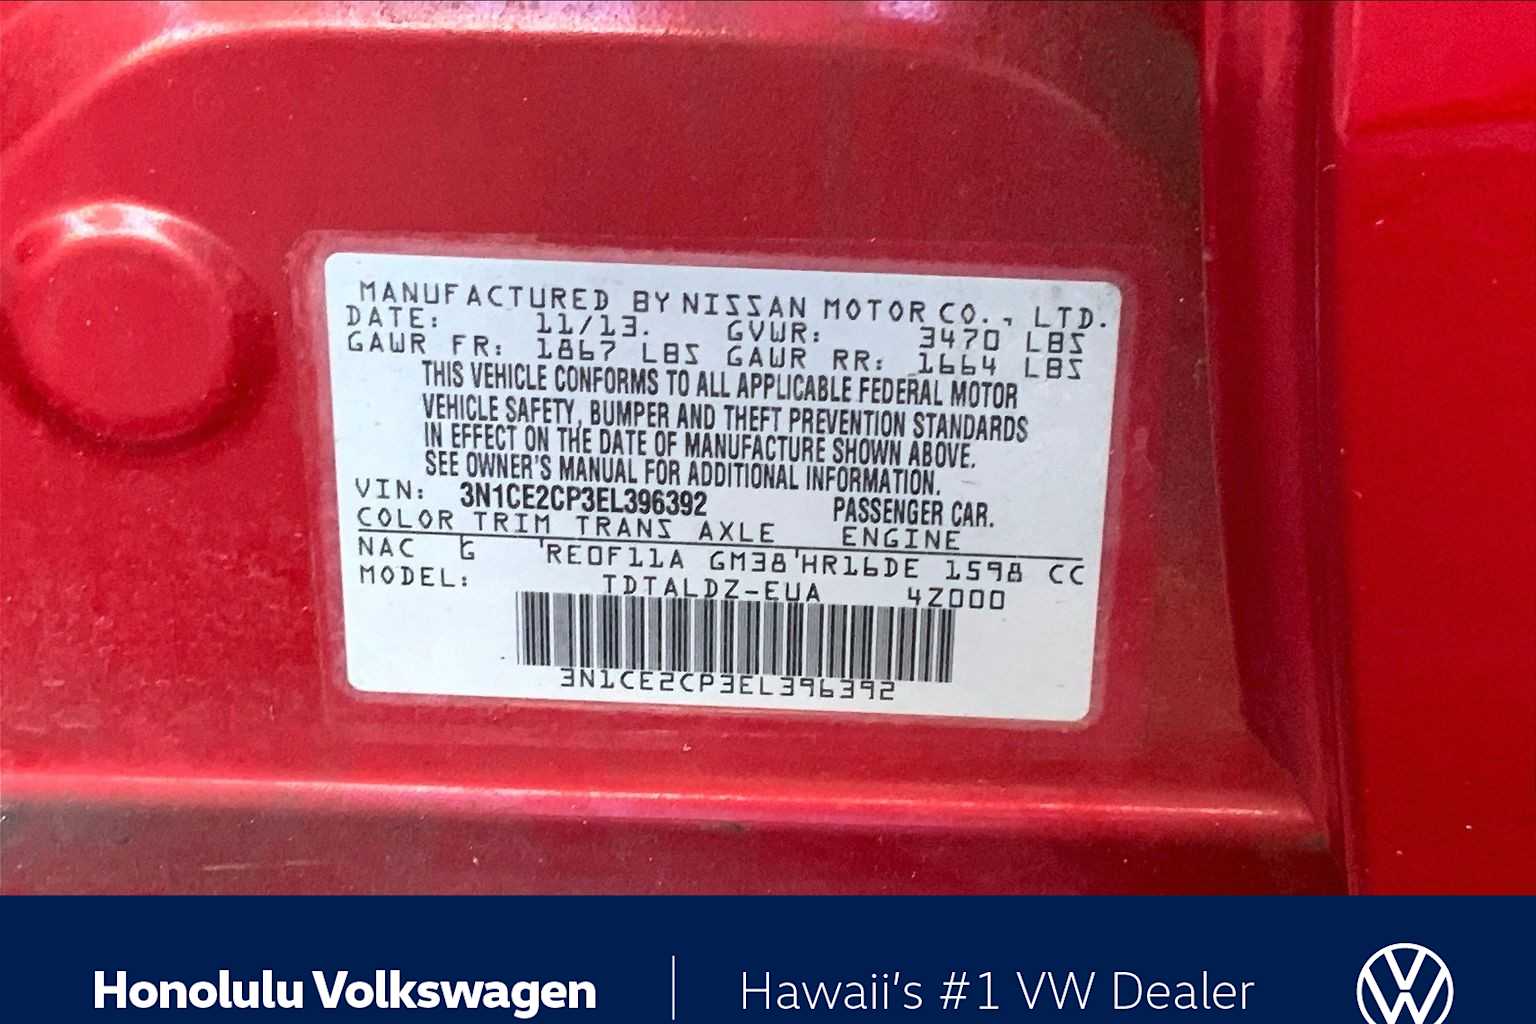 MANUFACTURED BY NISSAN MOTOR CO., LTD.
DATE: 11/13. GVWR: 3470 LBS
GAWR FR: 1867 LBS GAWR RR: 1664 LBS
THIS VEHICLE CONFORMS TO ALL APPLICABLE FEDERAL MOTOR
VEHICLE SAFETY, BUMPER AND THEFT PREVENTION STANDARDS
IN EFFECT ON THE DATE OF MANUFACTURE SHOWN ABOVE.
SEE OWNER'S MANUAL FOR ADDITIONAL INFORMATION.
VIN: 3N1CE2CP3EL396392 PASSENGER CAR.
COLOR TRIM TRANS AXLE ENGINE
NAC G 'RE0F11A GM38'HR16DE 1598 CC
MODEL: TDTALDZ-EUA 4Z000
3N1CE2CP3EL396392
Honolulu Volkswagen | Hawaii's #1 VW Dealer